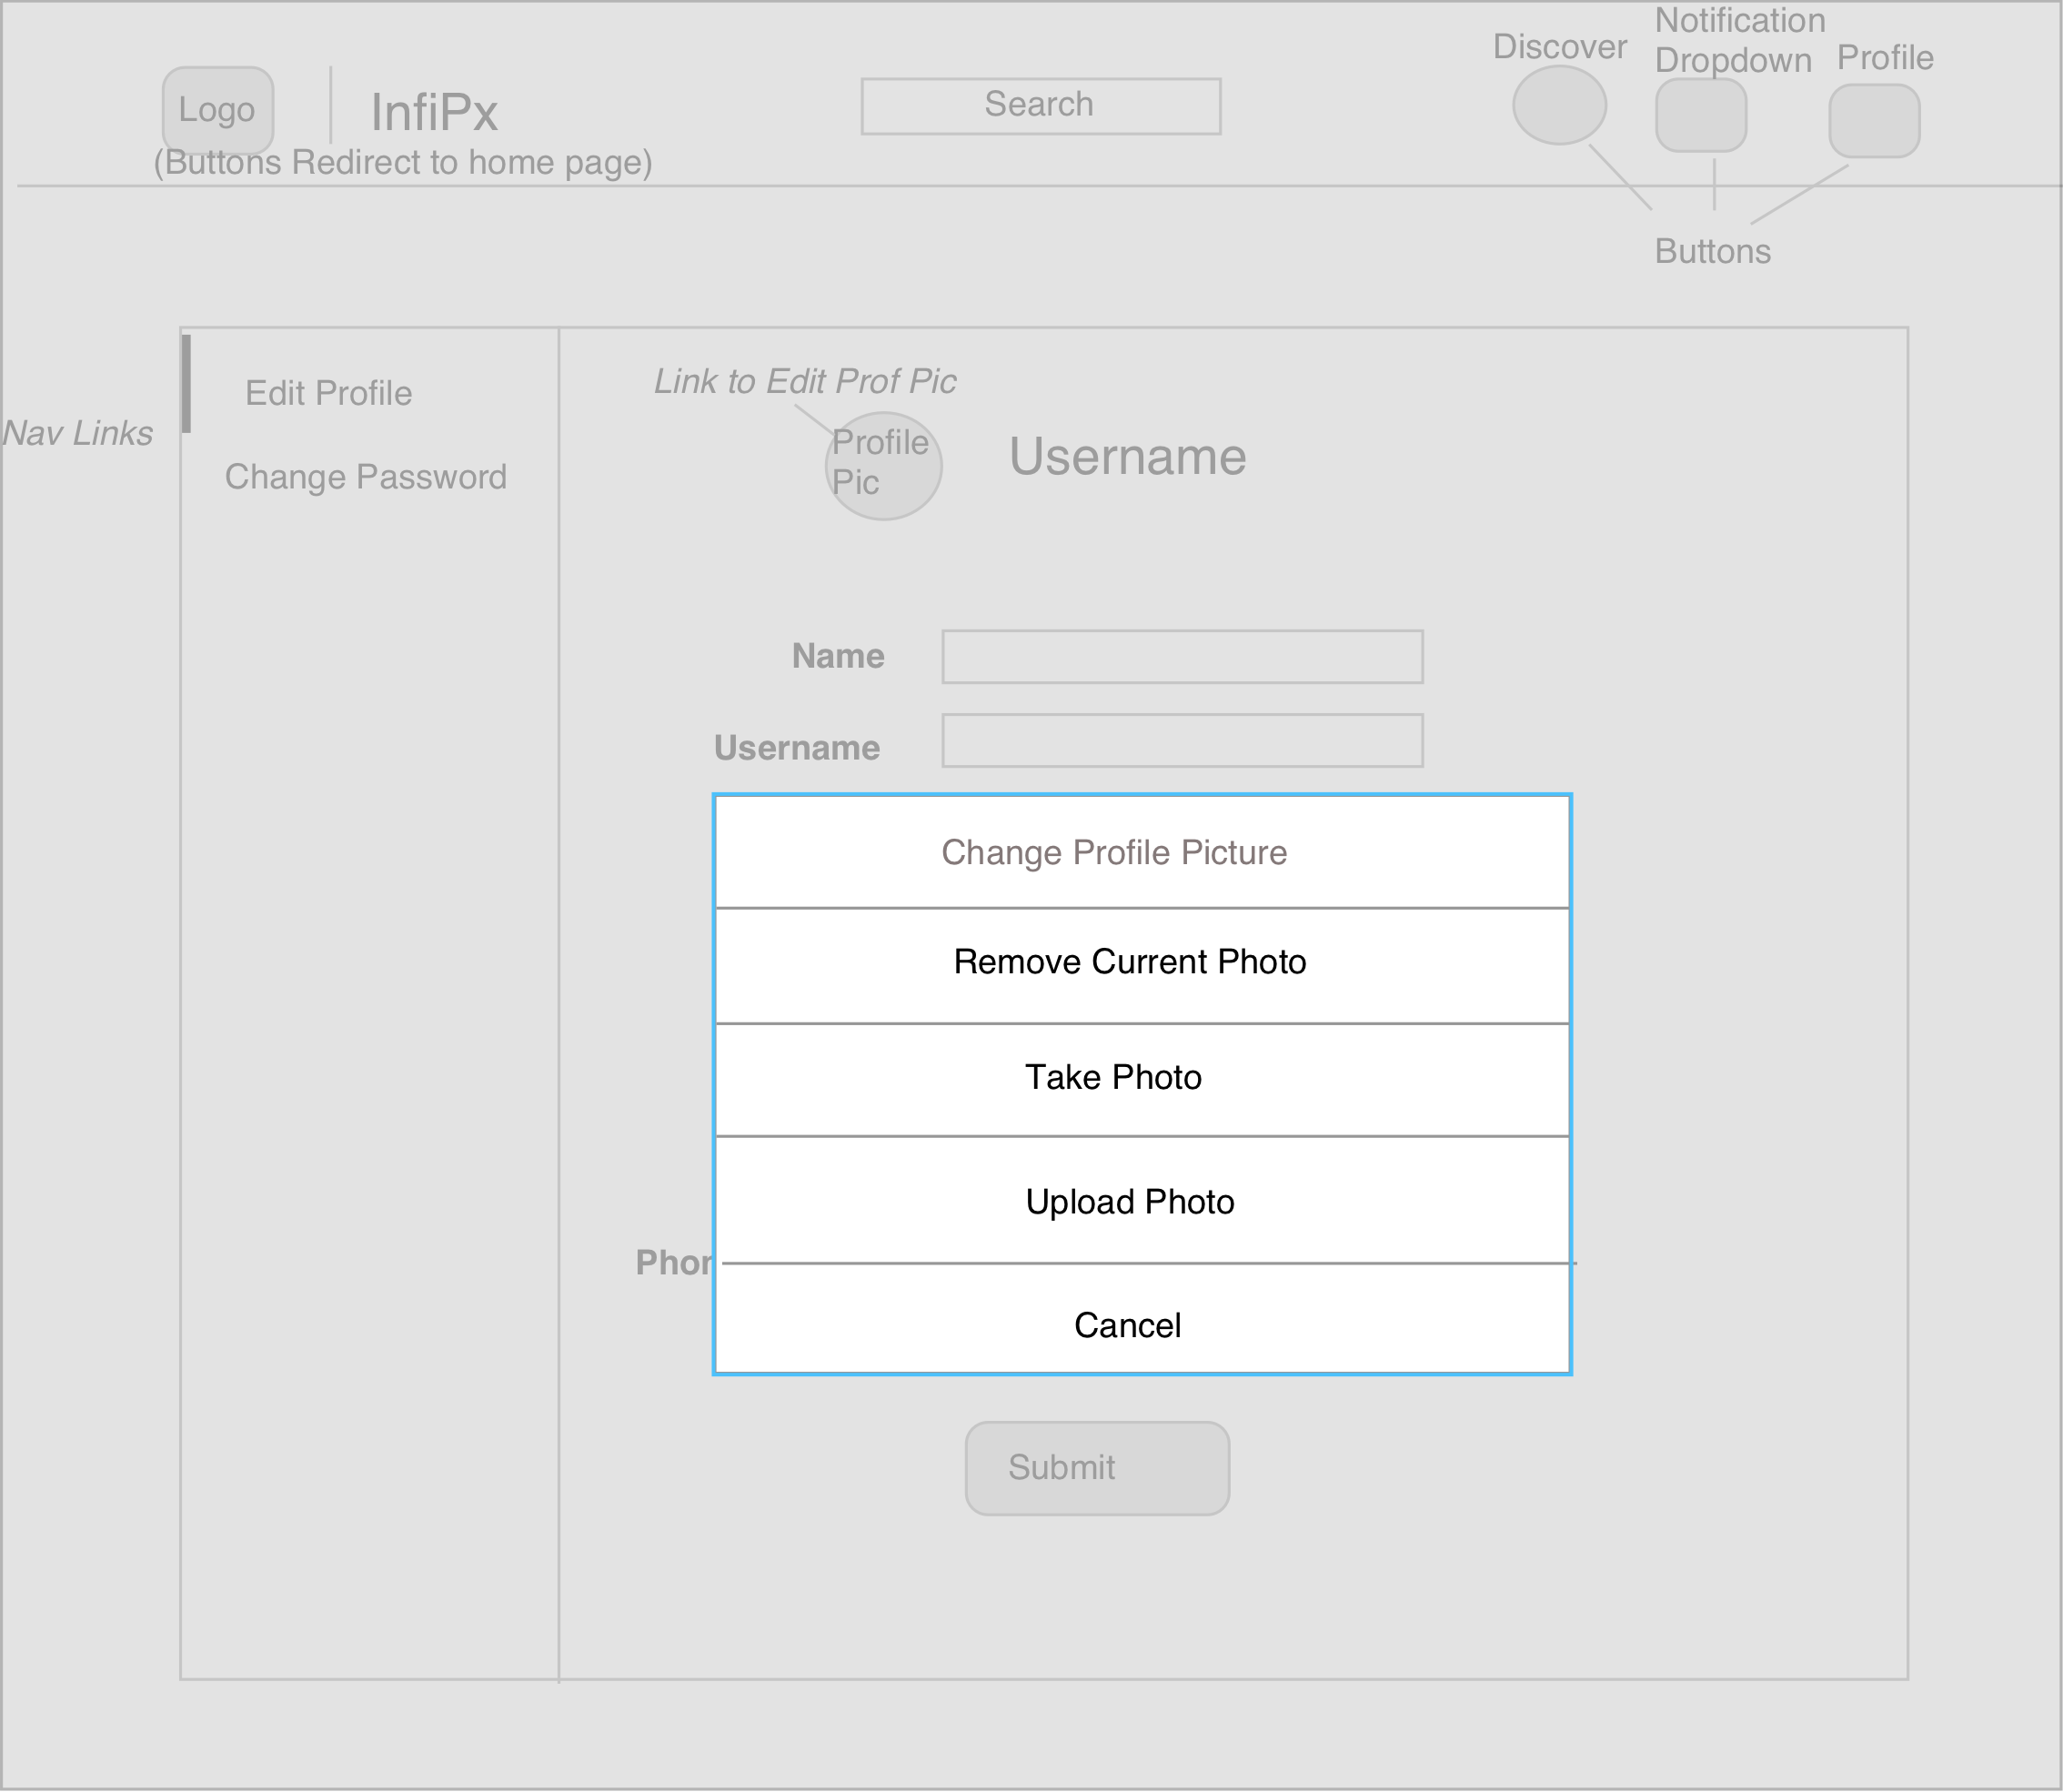 Notification
Discover
Dropdown
Profile
Logo
InfiPx
Search
(Buttons Redirect to home page)
Buttons
Link to Edit Prof Pic
Edit Profile
Nav Links
Profile
Pic
Username
Change Password
Name
Username
Change Profile Picture
Remove Current Photo
Take Photo
Upload Photo
Cancel
Submit